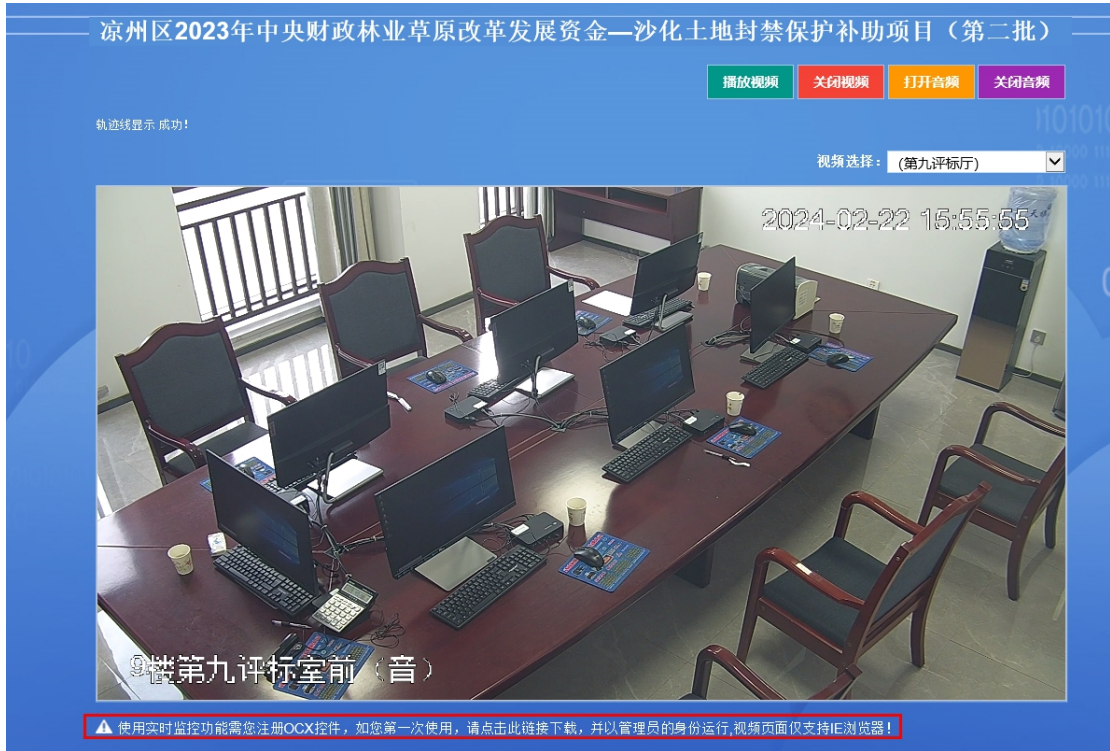 凉州区2023年中央财政林业草原改革发展资金—沙化土地封禁保护补助项目（第二批）
播放视频 关闭视频 打开音频 关闭音频
轨迹线显示 成功!
视频选择： (第九评标厅)
2024-02-22 15:55:55
9楼第九评标室前（音）
使用实时监控功能需您注册OCX控件，如您第一次使用，请点击此链接下载，并以管理员的身份运行,视频页面仅支持IE浏览器！